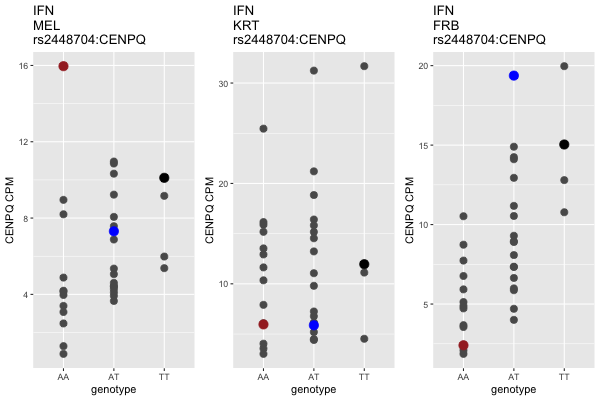 IFN
MEL
rs2448704:CENPQ
16
12
8
4
CENPQ CPM
AA AT TT
genotype
IFN
KRT
rs2448704:CENPQ
30
20
10
CENPQ CPM
AA AT TT
genotype
IFN
FRB
rs2448704:CENPQ
20
15
10
5
CENPQ CPM
AA AT TT
genotype